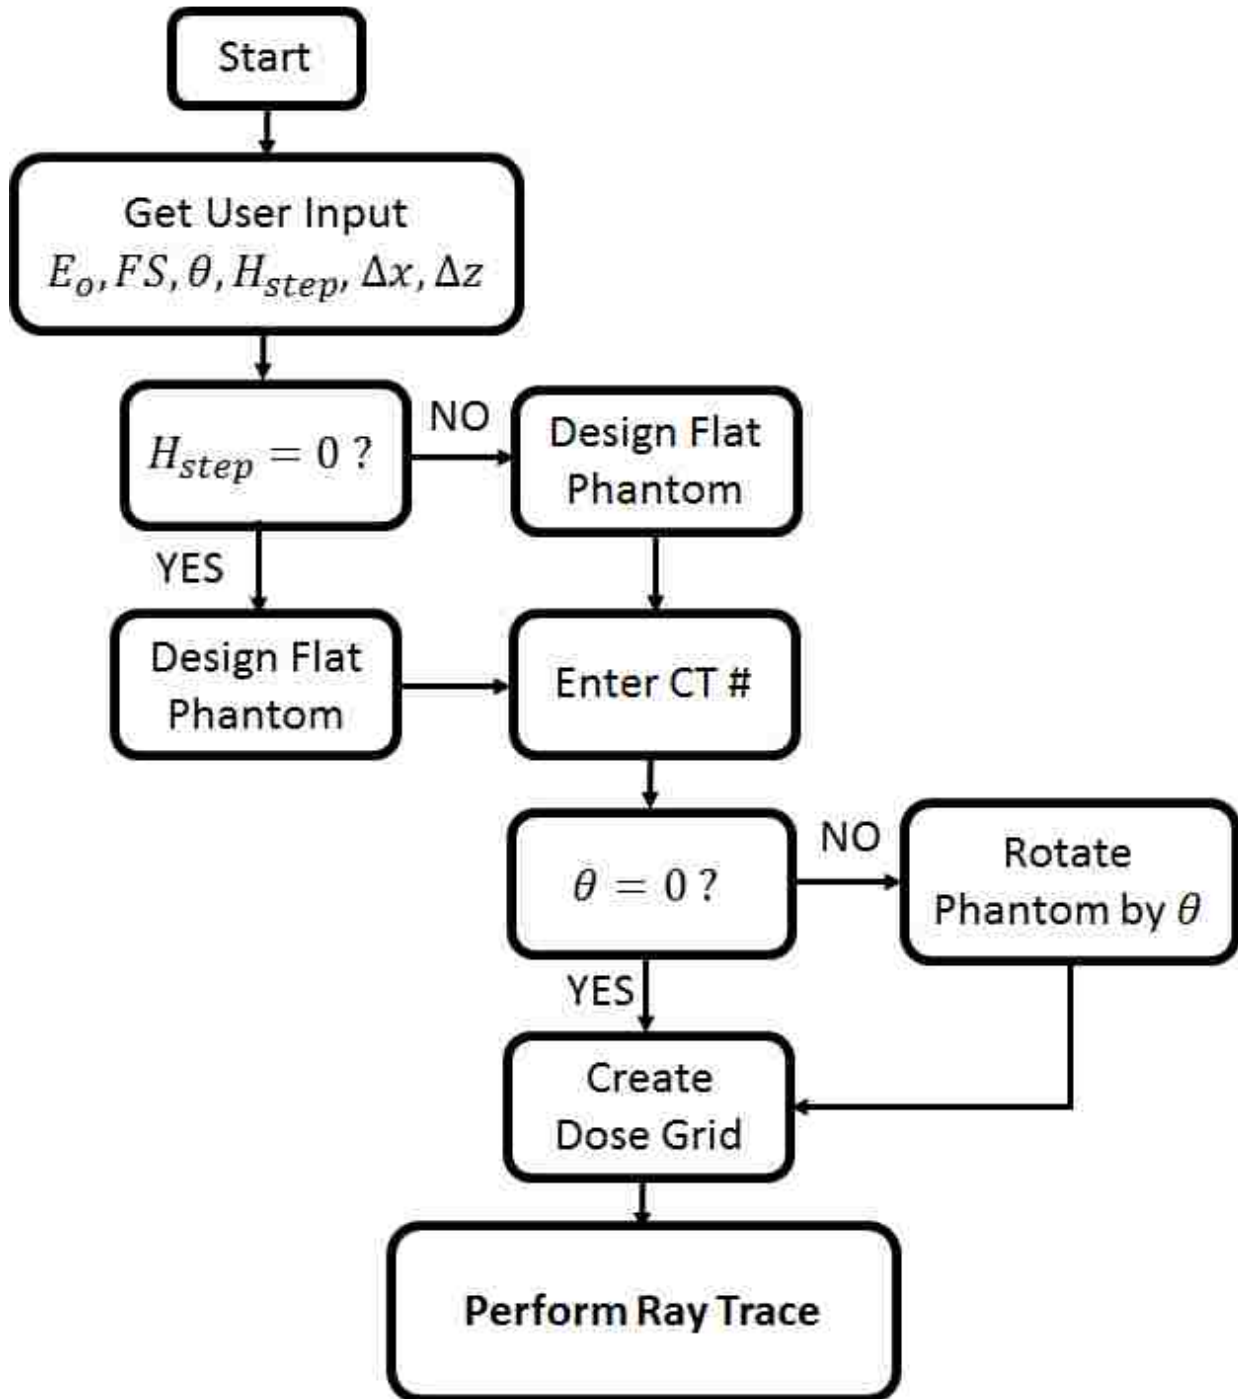 Start
Get User Input
E_o, FS, θ, H_step, Δx, Δz
H_step = 0 ?
NO
Design Flat
Phantom
YES
Design Flat
Phantom
Enter CT #
θ = 0 ?
NO
Rotate
Phantom by θ
YES
Create
Dose Grid
Perform Ray Trace